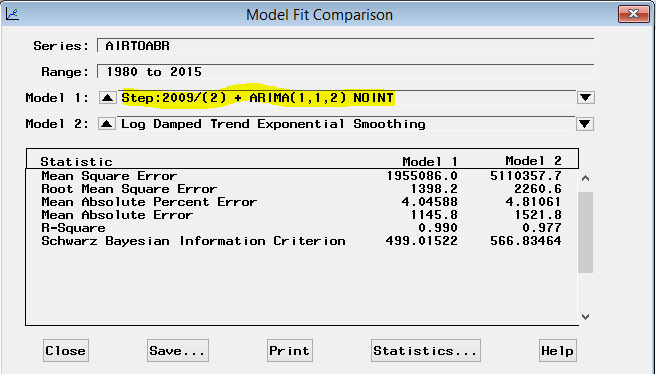 Model Fit Comparison
Series: AIRTOABR
Range: 1980 to 2015
Model 1: Step:2009/(2) + ARIMA(1,1,2) NOINT
Model 2: Log Damped Trend Exponential Smoothing
Statistic Model 1 Model 2
Mean Square Error 1955086.0 5110357.7
Root Mean Square Error 1398.2 2260.6
Mean Absolute Percent Error 4.04588 4.81061
Mean Absolute Error 1145.8 1521.8
R-Square 0.990 0.977
Schwarz Bayesian Information Criterion 499.01522 566.83464
Close Save... Print Statistics... Help